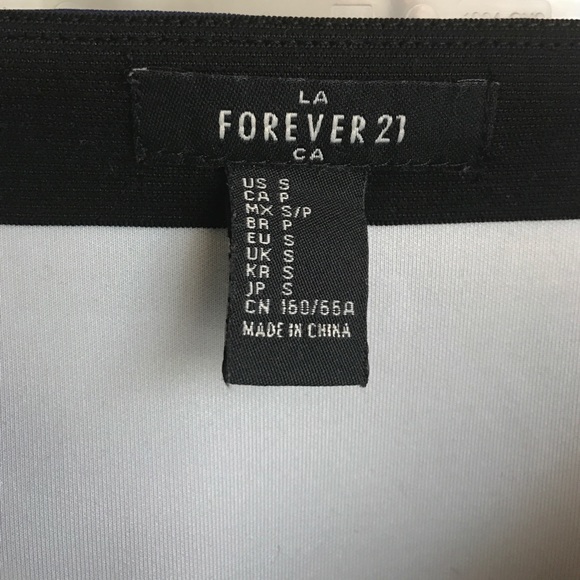 LA
FOREVER 21
CA
US S
CA P
MX S/P
BR P
EU S
UK S
KR S
JP S
CN 160/66A
MADE IN CHINA